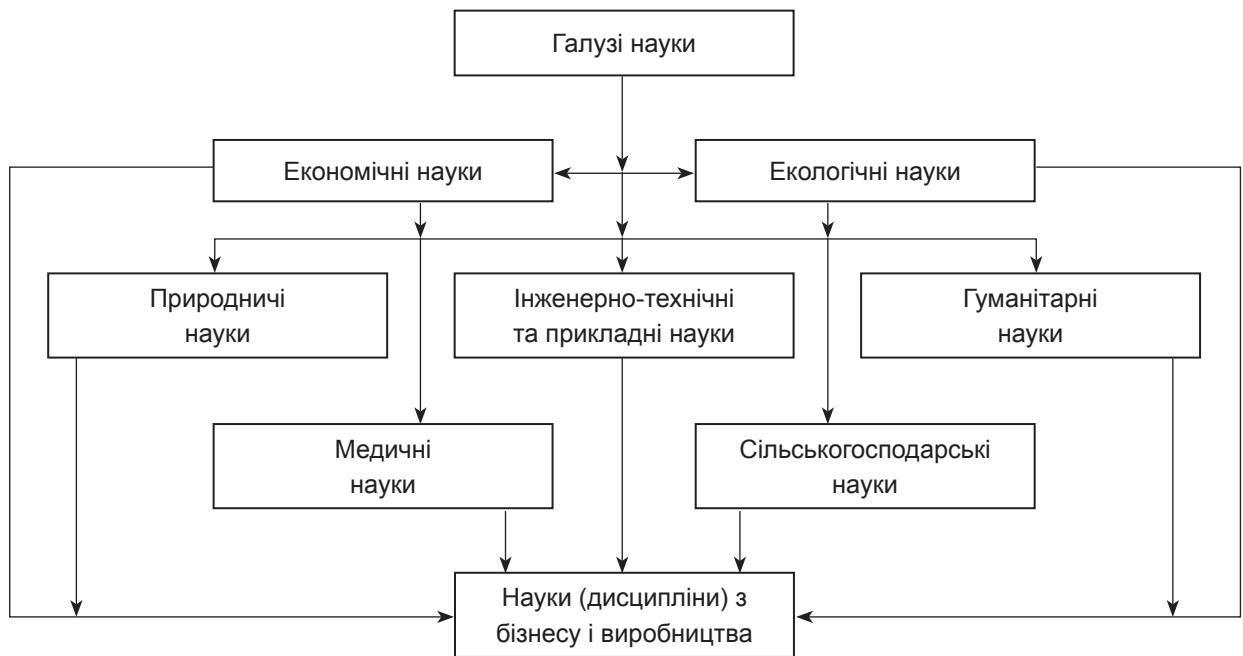 Галузі науки
Економічні науки
Екологічні науки
Природничі
науки
Інженерно-технічні
та прикладні науки
Гуманітарні
науки
Медичні
науки
Сільськогосподарські
науки
Науки (дисципліни) з
бізнесу і виробництва